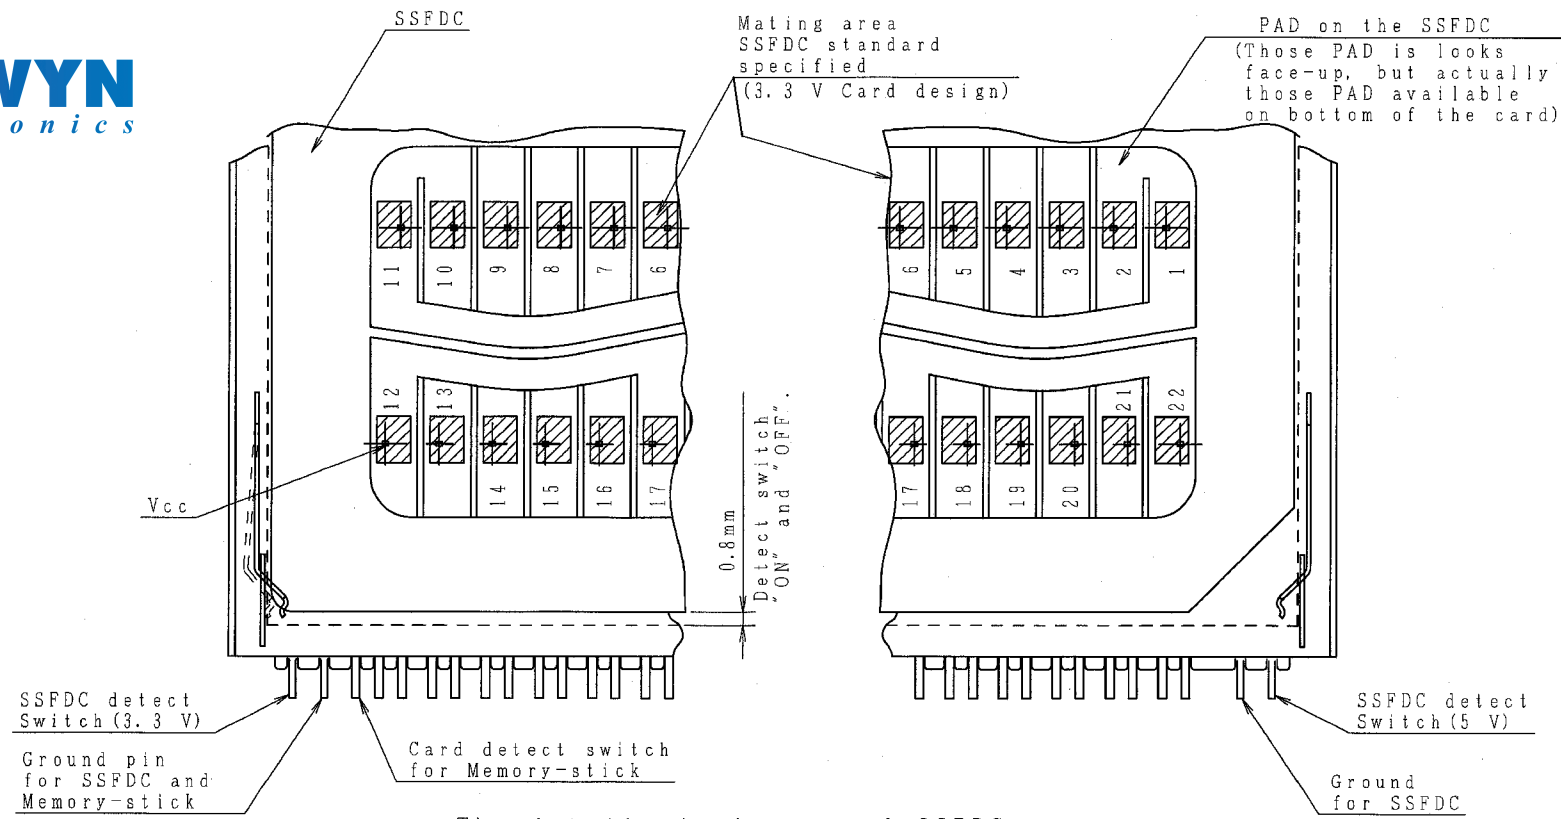 SSFDC
Mating area
SSFDC standard
specified
(3.3 V Card design)
PAD on the SSFDC
(Those PAD is looks
face-up, but actually
those PAD available
on bottom of the card)
WYN
onics
11
10
9
8
7
6
6
5
4
3
2
1
12
13
14
15
16
17
17
18
19
20
21
22
Vcc
0.8mm
Detect switch
"ON" and "OFF".
SSFDC detect
Switch(3.3 V)
Ground pin
for SSFDC and
Memory-stick
Card detect switch
for Memory-stick
SSFDC detect
Switch(5 V)
Ground
for SSFDC